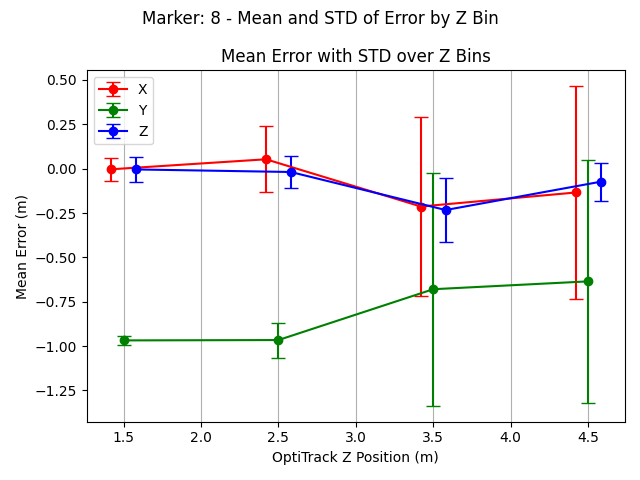 Marker: 8 - Mean and STD of Error by Z Bin
Mean Error with STD over Z Bins
X
Y
Z
0.50
0.25
0.00
−0.25
−0.50
−0.75
−1.00
−1.25
Mean Error (m)
1.5 2.0 2.5 3.0 3.5 4.0 4.5
OptiTrack Z Position (m)